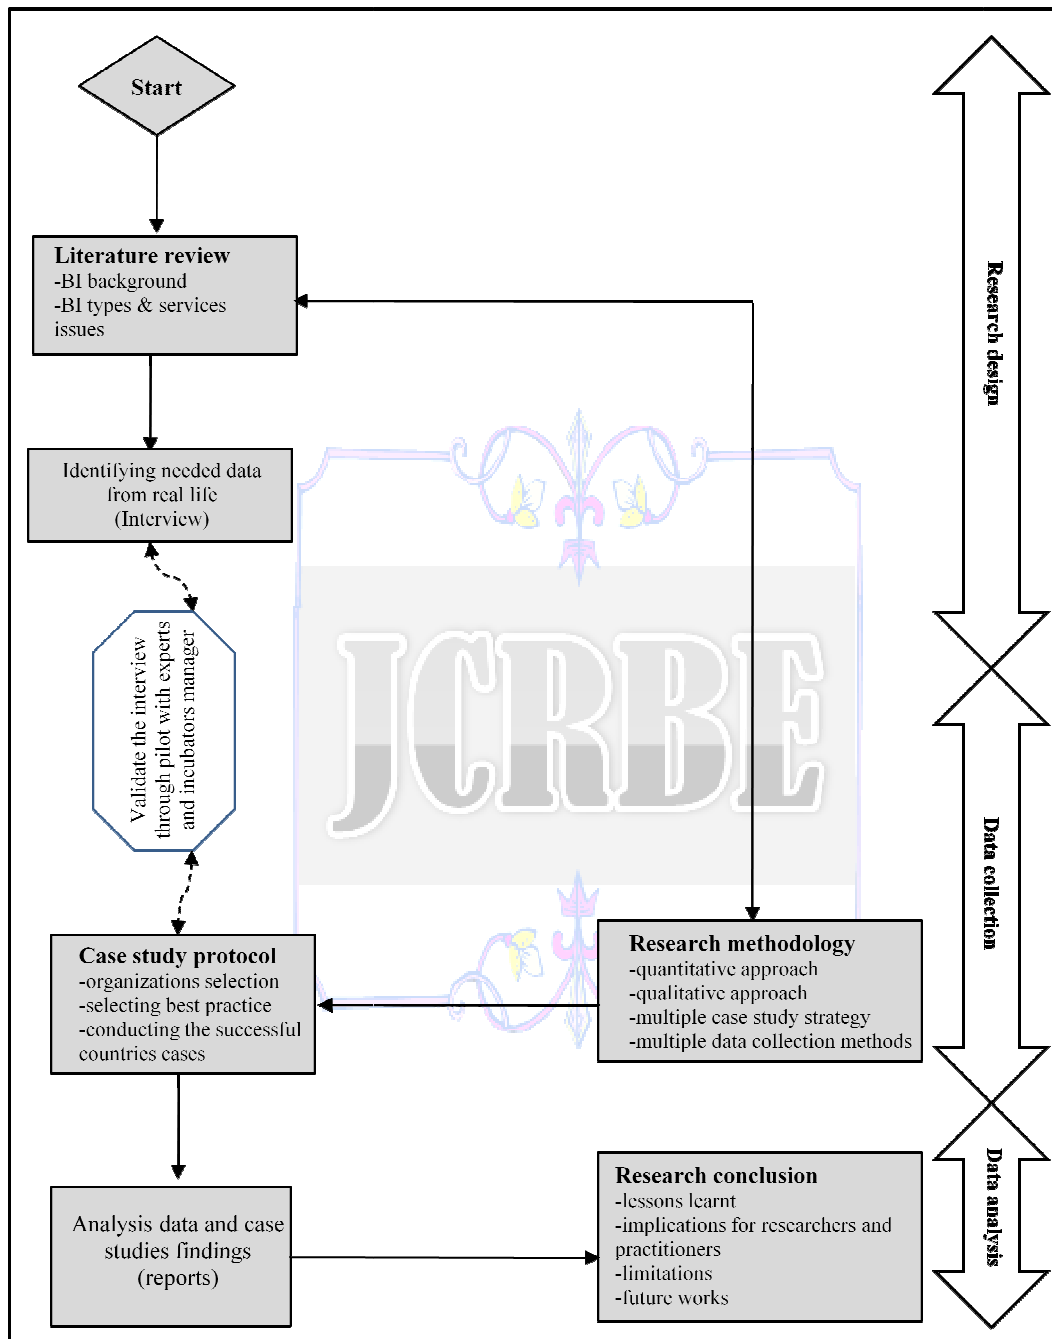 Start
Literature review
-BI background
-BI types & services
issues
Identifying needed data
from real life
(Interview)
Validate the interview
through pilot with experts
and incubators manager
Case study protocol
-organizations selection
-selecting best practice
-conducting the successful
countries cases
Research methodology
-quantitative approach
-qualitative approach
-multiple case study strategy
-multiple data collection methods
Analysis data and case
studies findings
(reports)
Research conclusion
-lessons learnt
-implications for researchers and
practitioners
-limitations
-future works
Research design
Data collection
Data analysis
JCRBE